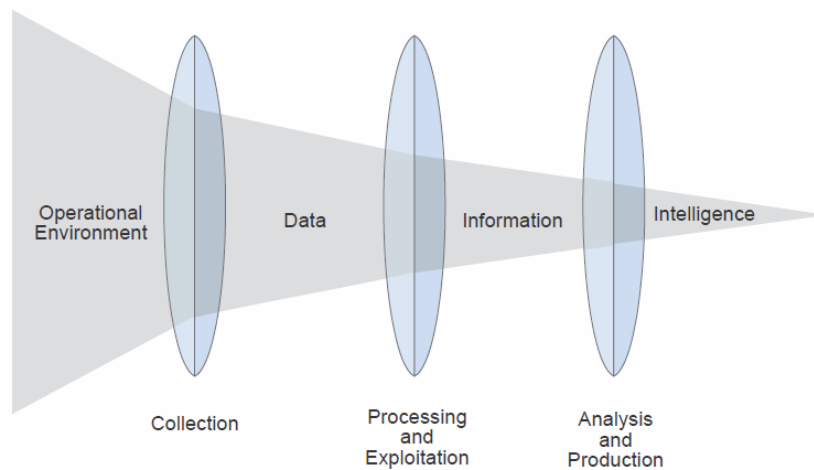 Operational
Environment
Data
Information
Intelligence
Collection
Processing
and
Exploitation
Analysis
and
Production